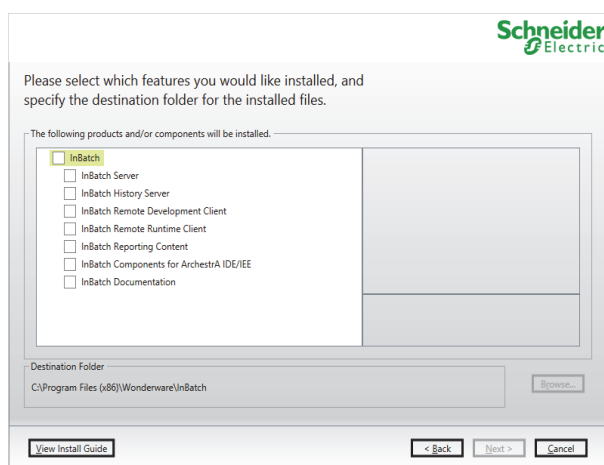 Schneider
Electric
Please select which features you would like installed, and
specify the destination folder for the installed files.
The following products and/or components will be installed.
InBatch
InBatch Server
InBatch History Server
InBatch Remote Development Client
InBatch Remote Runtime Client
InBatch Reporting Content
InBatch Components for ArchestrA IDE/IEE
InBatch Documentation
Destination Folder
C:\Program Files (x86)\Wonderware\InBatch
Browse...
View Install Guide
< Back
Next >
Cancel